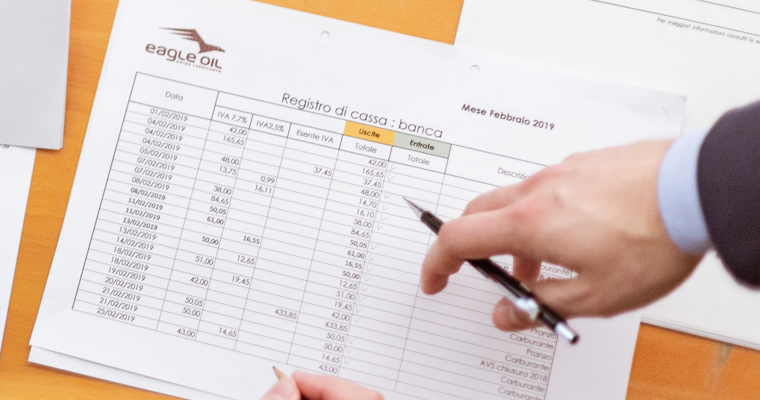 eagle OIL
Per maggiori informazioni consulti le
Registro di cassa : banca
Mese Febbraio 2019
Data IVA 7.7% IVA2.5% Esente IVA Uscite Entrate
Totale Totale Descrizio
01/02/2019 42,00 42,00
04/02/2019 165,65 165,65
04/02/2019 37,45 37,45
04/02/2019 48,00 48,00
05/02/2019 13,75 0,99 14,70
07/02/2019 16,11 16,10
07/02/2019 38,00 38,00
08/02/2019 84,65 84,65
08/02/2019 50,05 50,05
11/02/2019 61,00 61,00
11/02/2019 16,55 16,55
13/02/2019 50,00 50,00
13/02/2019 12,65 12,65
14/02/2019 51,00 51,00
18/02/2019 19,45 19,45
18/02/2019 42,00 42,00
19/02/2019 433,85 433,85
20/02/2019 50,05 50,05
21/02/2019 50,00 50,00
21/02/2019 14,65 14,65
25/02/2019 43,00 43,00
Carburante
Carburante
Pranzo
Carburante
Pranzo
Carburante
AVS chiusura 2018
Carburante
Carburante